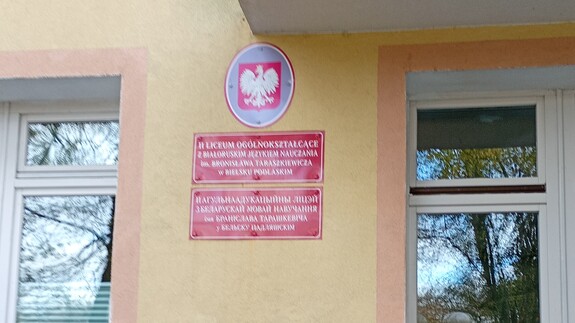 II LICEUM OGÓLNOKSZTAŁCĄCE
Z BIAŁORUSKIM JĘZYKIEM NAUCZANIA
im. BRONISŁAWA TARASZKIEWICZA
w BIELSKU PODLASKIM
II АГУЛЬНААДУКАЦЫЙНЫ ЛІЦЭЙ
З БЕЛАРУСКАЙ МОВАЙ НАВУЧАННЯ
імя БРАНІСЛАВА ТАРАШКЕВІЧА
у БЕЛЬСКУ ПАДЛЯШСКІМ